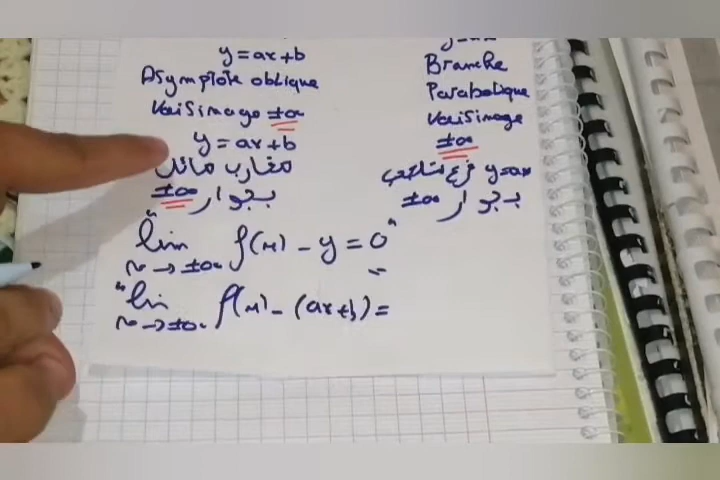 y = ax + b
Asymptote oblique
Voisinage ±∞
y = ax + b
مقارب مائل
بجوار ±∞
Branche
Parabolique
Voisinage
±∞
فرع شلجمي y = ax
بجوار ±∞
"lim f(x) - y = 0"
x → ±∞
"lim f(x) - (ax + b) =
x → ±∞